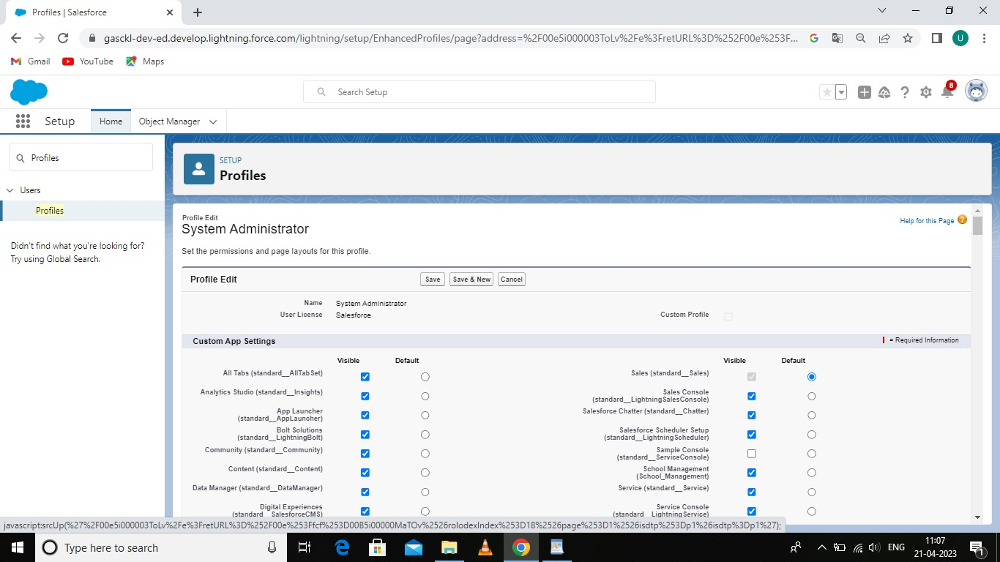 Profiles | Salesforce
gasckl-dev-ed.develop.lightning.force.com/lightning/setup/EnhancedProfiles/page?address=%2F00e5i000003ToLv%2Fe%3FretURL%3D%252F00e%253F...
U
Gmail YouTube Maps
Search Setup
8
Setup Home Object Manager
Profiles
Users
Profiles
Didn't find what you're looking for?
Try using Global Search.
SETUP
Profiles
Profile Edit
System Administrator
Help for this Page ?
Set the permissions and page layouts for this profile.
Profile Edit Save Save & New Cancel
Name System Administrator
User License Salesforce Custom Profile
Custom App Settings = Required Information
Visible Default Visible Default
All Tabs (standard__AllTabSet) Sales (standard__Sales)
Analytics Studio (standard__Insights) Sales Console
(standard__LightningSalesConsole)
App Launcher Salesforce Chatter (standard__Chatter)
(standard__AppLauncher)
Bolt Solutions Salesforce Scheduler Setup
(standard__LightningBolt) (standard__LightningScheduler)
Community (standard__Community) Sample Console
(standard__ServiceConsole)
Content (standard__Content) School Management
(School_Management)
Data Manager (standard__DataManager) Service (standard__Service)
Digital Experiences Service Console
(standard__SalesforceCMS) (standard__LightningService)
javascript:srcUp(%27%2F00e5i000003ToLv%2Fe%3FretURL%3D%252F00e%253Ffcf%253D00B5i00000MaTOv%2526rolodexIndex%253D18%2526page%253D1%2526isdtp%253Dp1%26isdtp%3Dp1%27);
Type here to search
ENG
11:07
21-04-2023
1